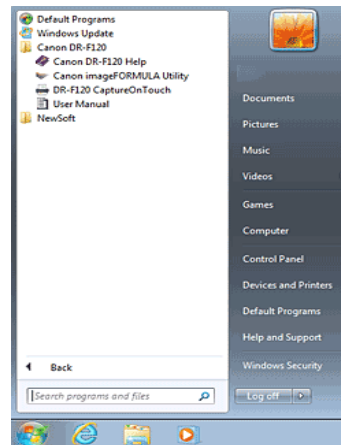 Default Programs
Windows Update
Canon DR-F120
Canon DR-F120 Help
Canon imageFORMULA Utility
DR-F120 CaptureOnTouch
User Manual
NewSoft
Back
Search programs and files
Documents
Pictures
Music
Videos
Games
Computer
Control Panel
Devices and Printers
Default Programs
Help and Support
Windows Security
Log off